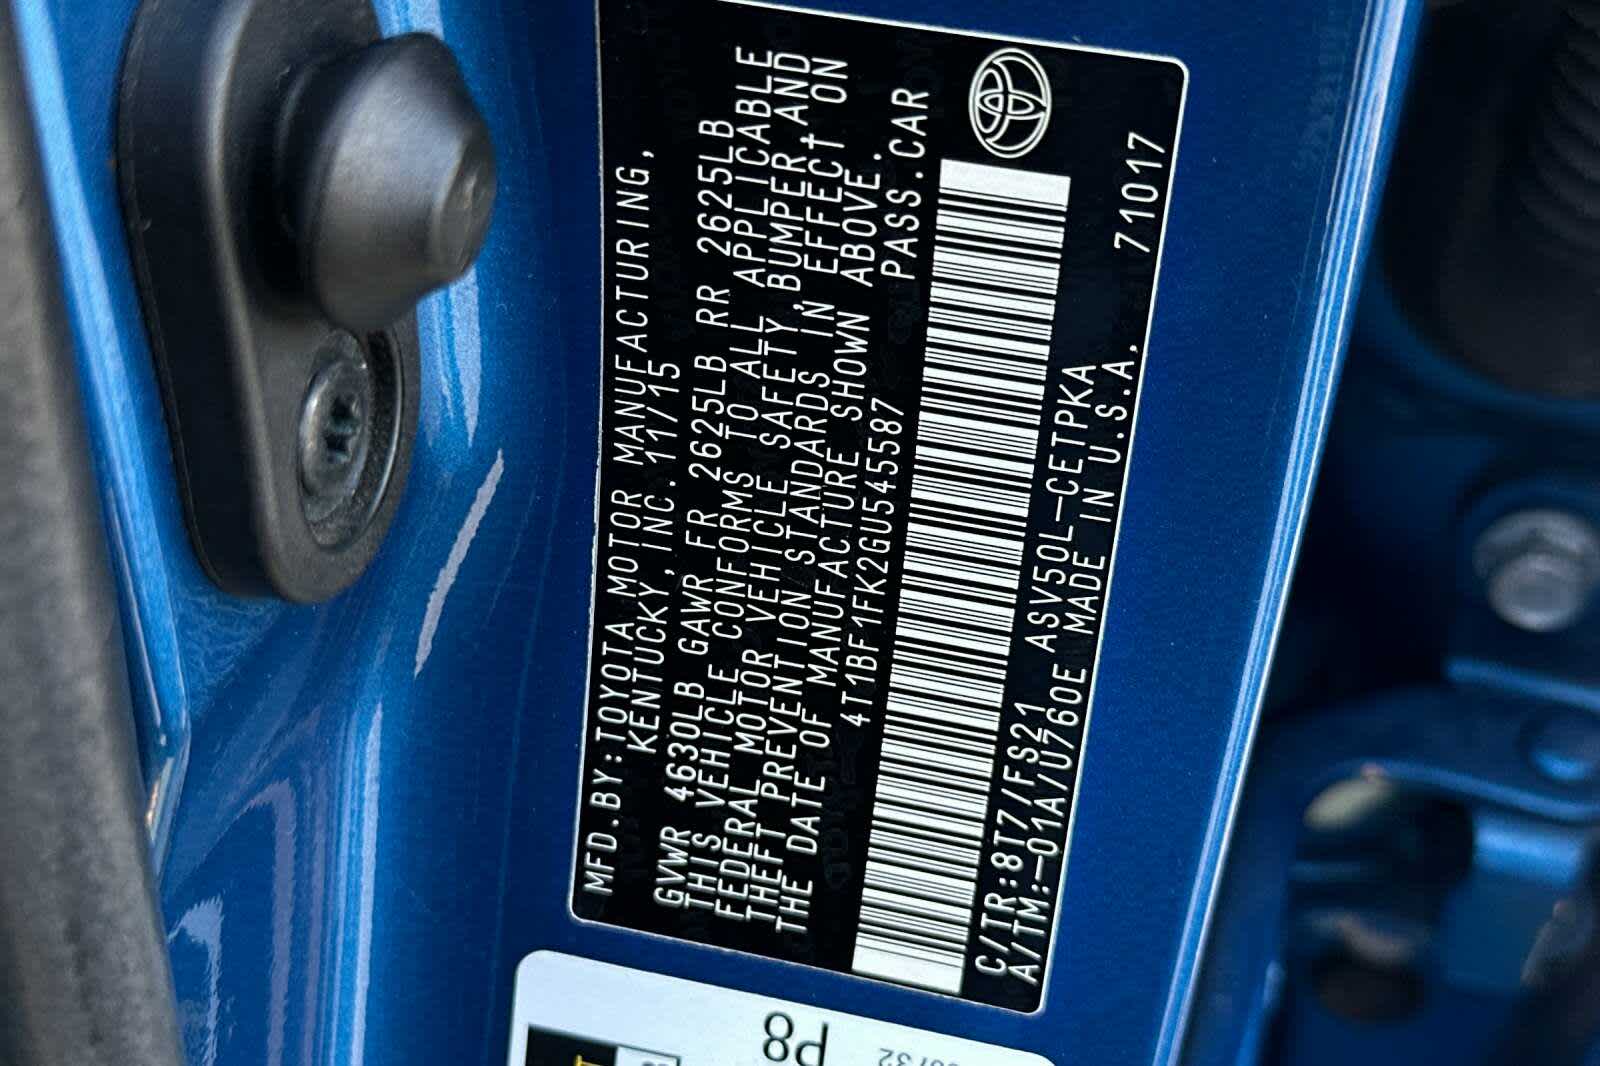 MFD.BY:TOYOTA MOTOR MANUFACTURING,
KENTUCKY,INC. 11/15
GVWR 4630LB GAWR FR 2625LB RR 2625LB
THIS VEHICLE CONFORMS TO ALL APPLICABLE
FEDERAL MOTOR VEHICLE SAFETY,BUMPER,AND
THEFT PREVENTION STANDARDS IN EFFECT ON
THE DATE OF MANUFACTURE SHOWN ABOVE.
4T1BF1FK2GU545587 PASS.CAR
C/TR:8T7/FS21 ASV50L-CETPKA
A/TM:-01A/U760E MADE IN U.S.A. 71017
P8